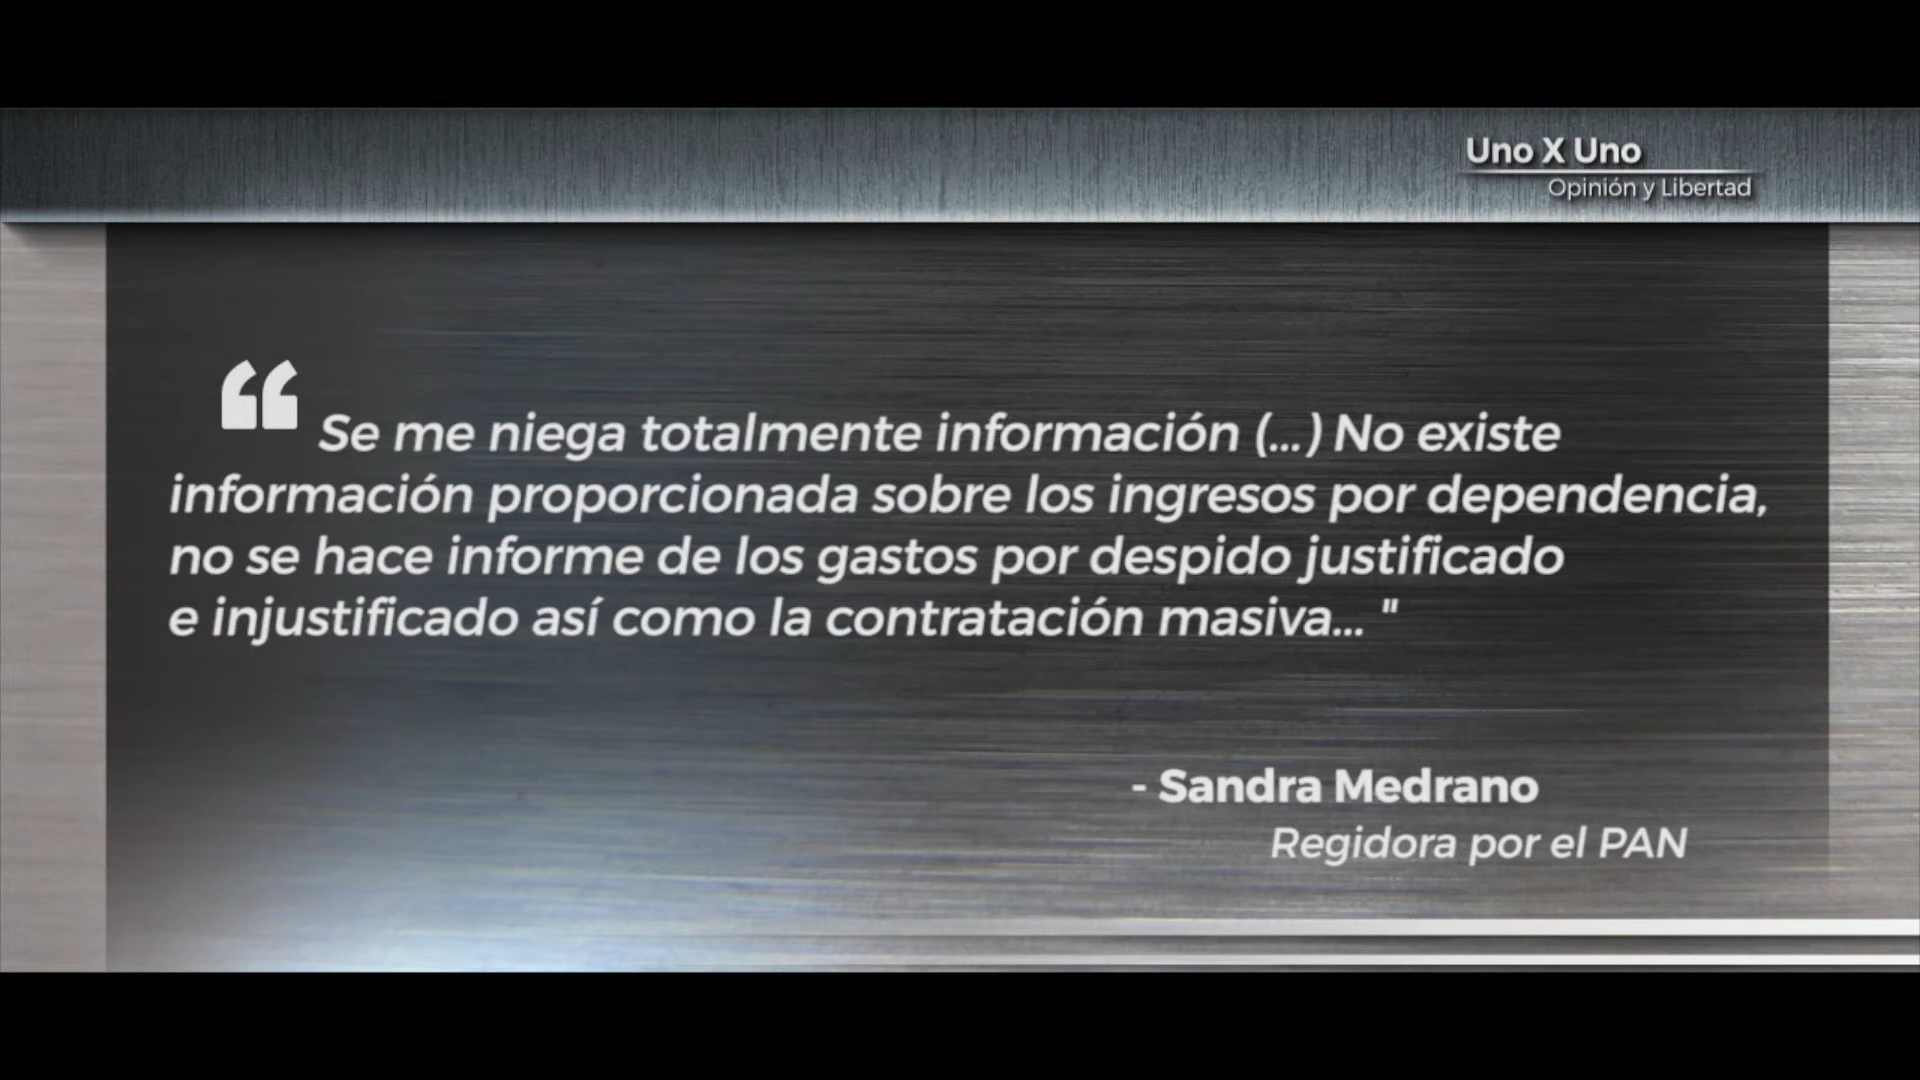 Uno X Uno
Opinión y Libertad
“ Se me niega totalmente información (...) No existe
información proporcionada sobre los ingresos por dependencia,
no se hace informe de los gastos por despido justificado
e injustificado así como la contratación masiva... "
- Sandra Medrano
Regidora por el PAN